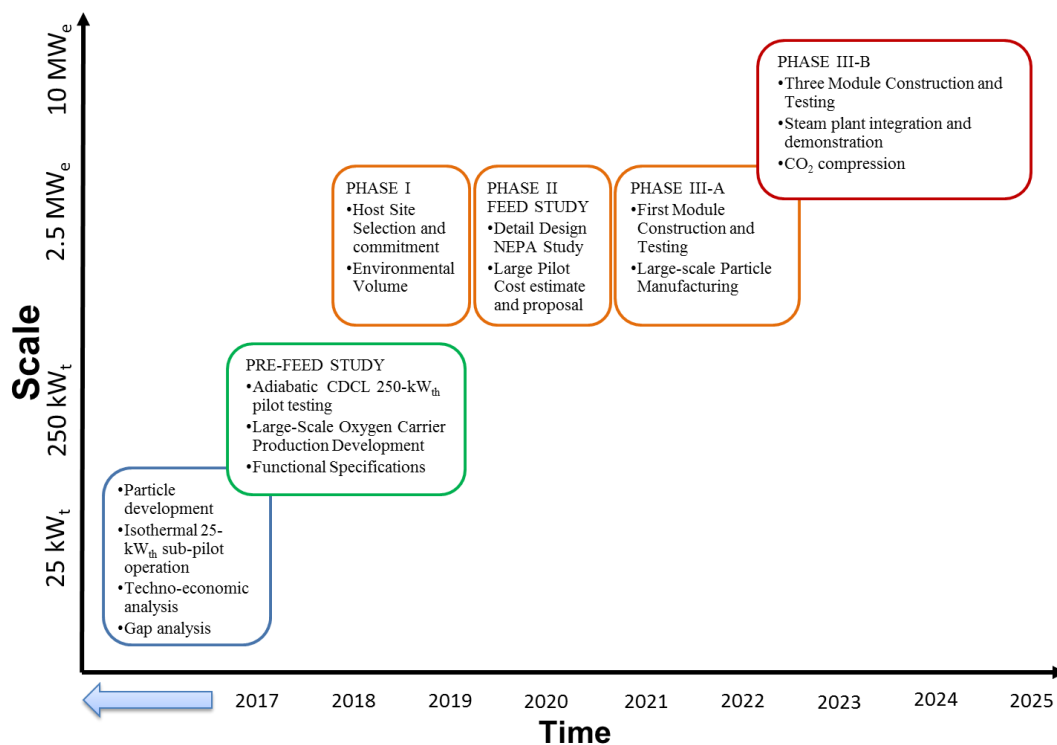 10 MWe
2.5 MWe
250 kWt
25 kWt
Scale
PHASE III-B
•Three Module Construction and
Testing
•Steam plant integration and
demonstration
•CO2 compression
PHASE I
•Host Site
Selection and
commitment
•Environmental
Volume
PHASE II
FEED STUDY
•Detail Design
NEPA Study
•Large Pilot
Cost estimate
and proposal
PHASE III-A
•First Module
Construction and
Testing
•Large-scale Particle
Manufacturing
PRE-FEED STUDY
•Adiabatic CDCL 250-kWth
pilot testing
•Large-Scale Oxygen Carrier
Production Development
•Functional Specifications
•Particle
development
•Isothermal 25-
kWth sub-pilot
operation
•Techno-economic
analysis
•Gap analysis
2017 2018 2019 2020 2021 2022 2023 2024 2025
Time